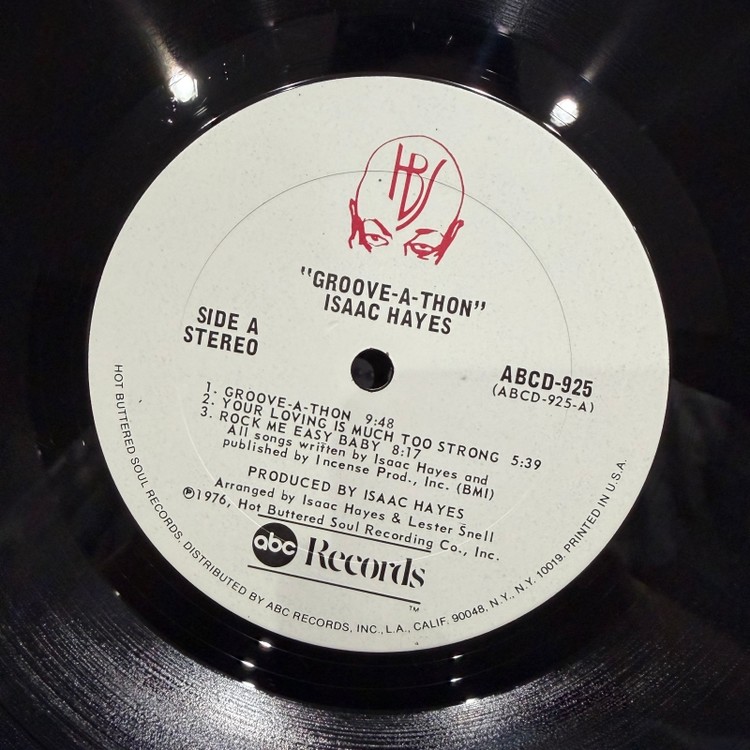 HBS
"GROOVE-A-THON"
ISAAC HAYES
SIDE A
STEREO
ABCD-925
(ABCD-925-A)
1. GROOVE-A-THON 9:48
2. YOUR LOVING IS MUCH TOO STRONG 5:39
3. ROCK ME EASY BABY 8:17
All songs written by Isaac Hayes and
published by Incense Prod., Inc. (BMI)
PRODUCED BY ISAAC HAYES
Arranged by Isaac Hayes & Lester Snell
℗1976, Hot Buttered Soul Recording Co., Inc.
abc Records
TM
HOT BUTTERED SOUL RECORDS, DISTRIBUTED BY ABC RECORDS, INC., L.A., CALIF. 90048, N.Y., N.Y. 10019. PRINTED IN U.S.A.